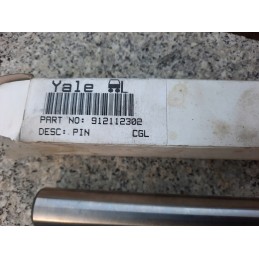 Yale L
PART NO: 912112302
DESC: PIN CGL